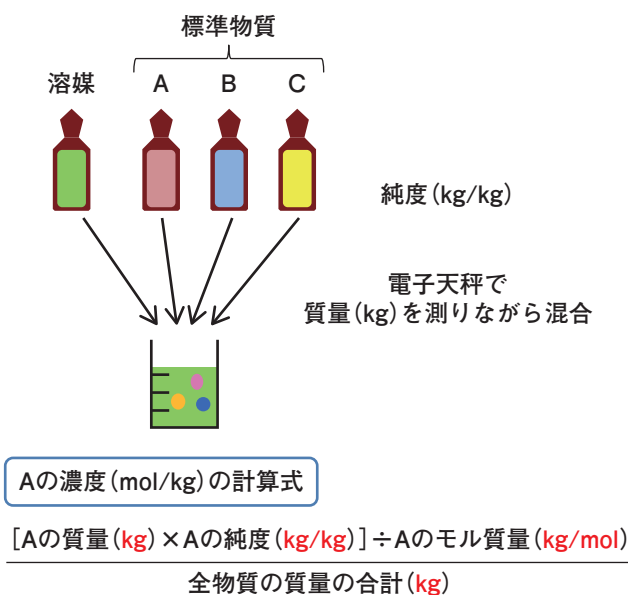 標準物質
溶媒 A B C
純度(kg/kg)
電子天秤で
質量(kg)を測りながら混合
Aの濃度(mol/kg)の計算式
[Aの質量(kg)×Aの純度(kg/kg)]÷Aのモル質量(kg/mol)
全物質の質量の合計(kg)